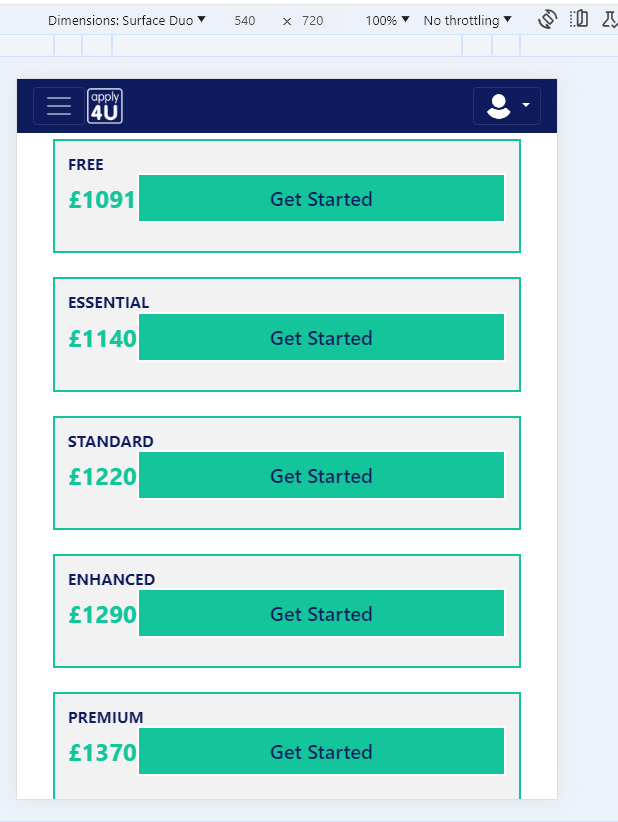 Dimensions: Surface Duo ▼ 540 × 720 100% ▼ No throttling ▼
apply
4U
FREE
£1091 Get Started
ESSENTIAL
£1140 Get Started
STANDARD
£1220 Get Started
ENHANCED
£1290 Get Started
PREMIUM
£1370 Get Started